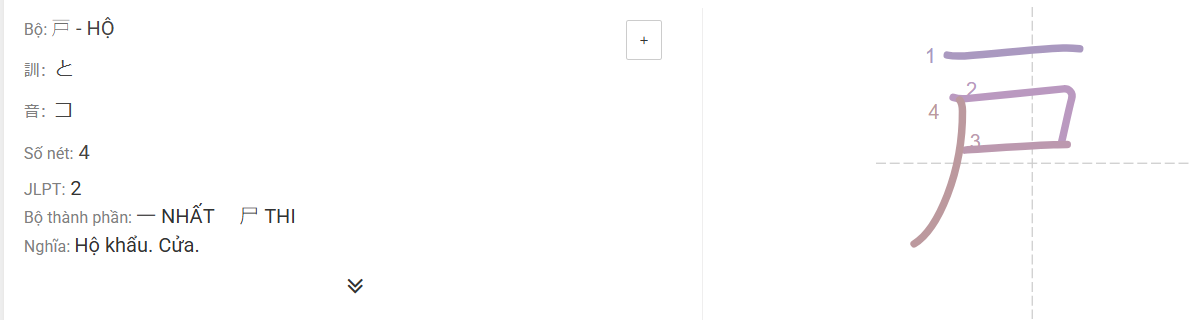 Bộ: 戸 - HỘ
+
訓: と
音: コ
Số nét: 4
JLPT: 2
Bộ thành phần: 一 NHẤT 尸 THI
Nghĩa: Hộ khẩu. Cửa.
1
2
4
3
戸